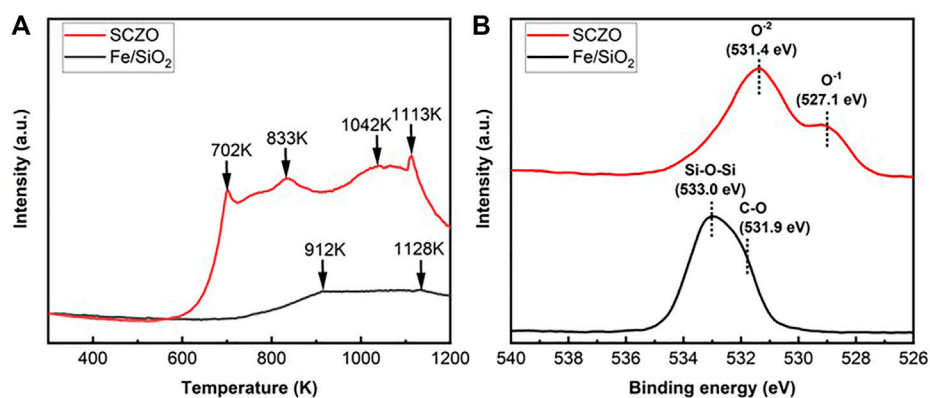 A
SCZO
Fe/SiO2
702K
833K
1042K
1113K
912K
1128K
Intensity (a.u.)
400 600 800 1000 1200
Temperature (K)
B
SCZO
Fe/SiO2
O-2
(531.4 eV)
O-1
(527.1 eV)
Si-O-Si
(533.0 eV)
C-O
(531.9 eV)
Intensity (a.u.)
540 538 536 534 532 530 528 526
Binding energy (eV)